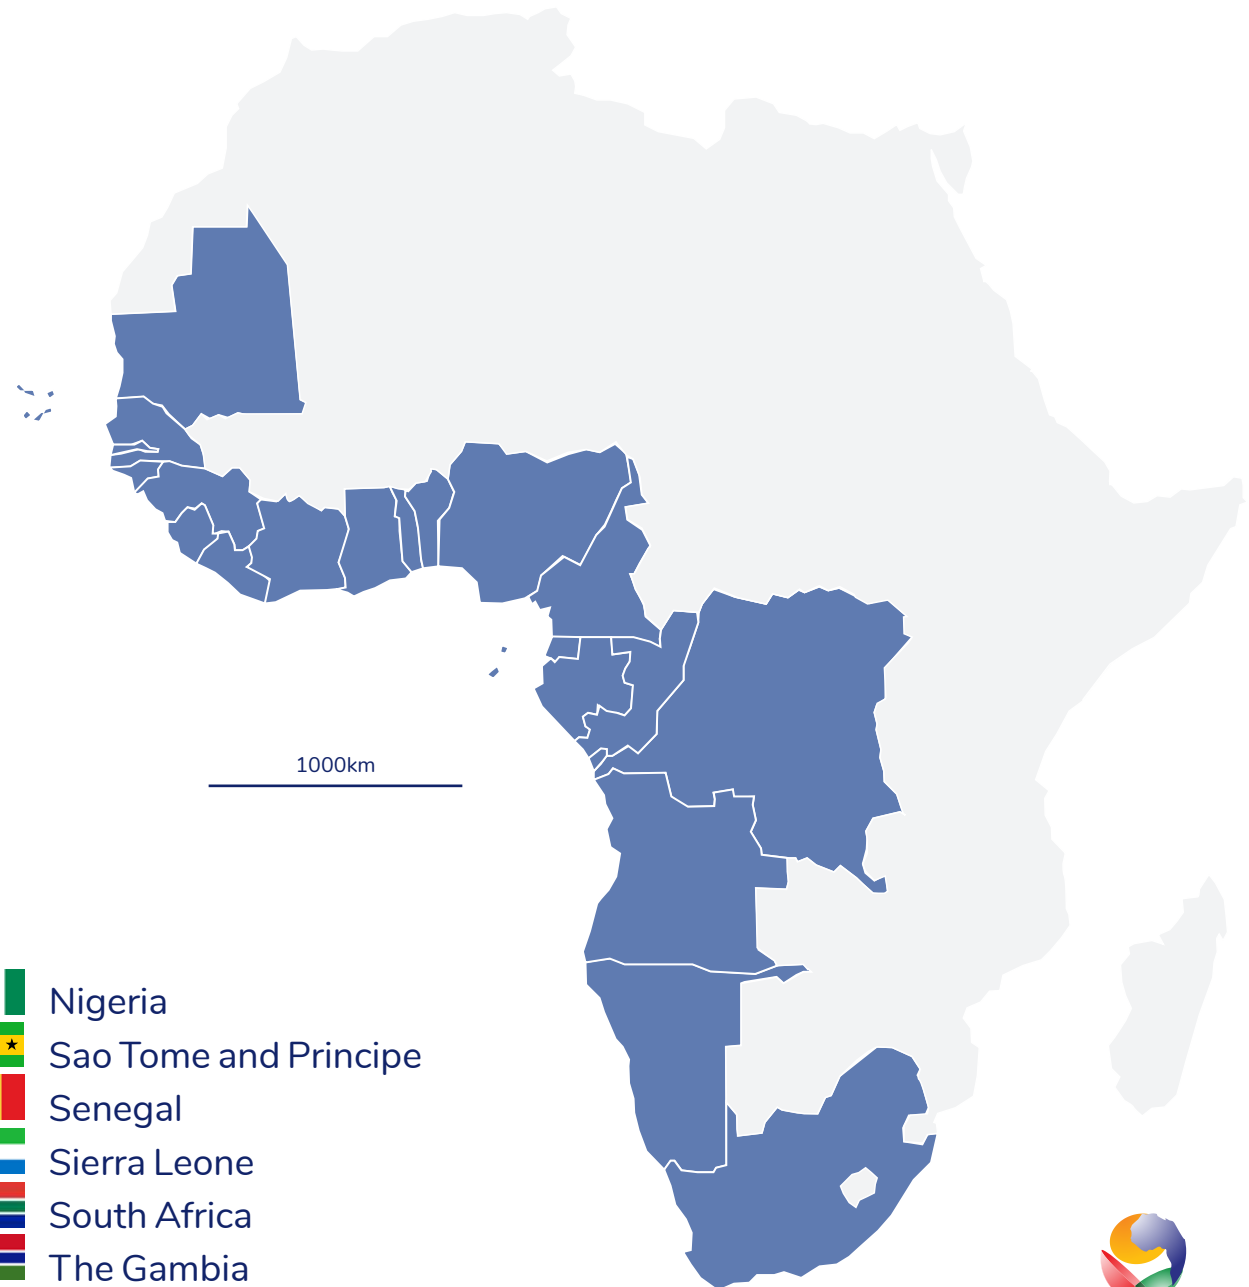 1000km
Nigeria
Sao Tome and Principe
Senegal
Sierra Leone
South Africa
The Gambia